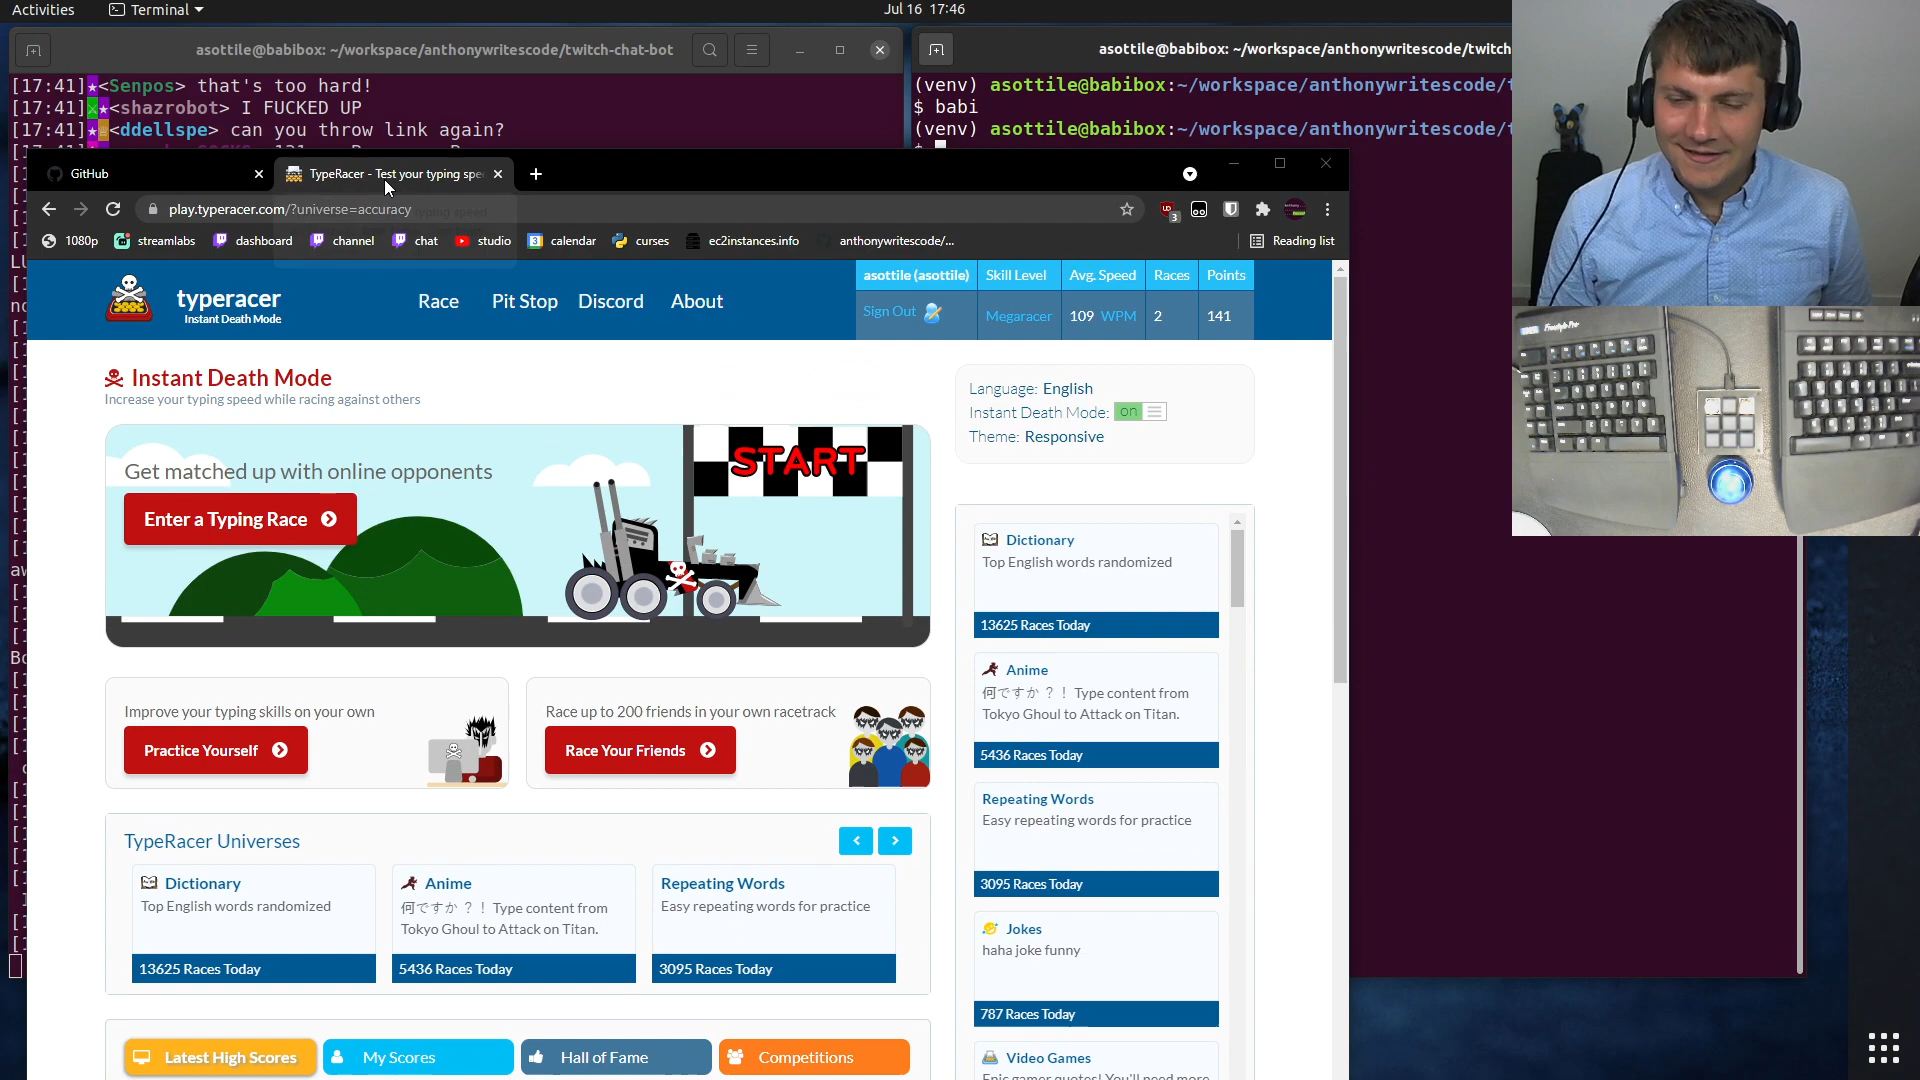 Activities
Terminal
Jul 16 17:46
asottile@babibox: ~/workspace/anthonywritescode/twitch-chat-bot
asottile@babibox: ~/workspace/anthonywritescode/twitch
[17:41]<Senpos> that's too hard!
[17:41]<shazrobot> I FUCKED UP
[17:41]<ddellspe> can you throw link again?
(venv) asottile@babibox:~/workspace/anthonywritescode/t
$ babi
(venv) asottile@babibox:~/workspace/anthonywritescode/t
$
GitHub
TypeRacer - Test your typing spe
play.typeracer.com/?universe=accuracy
1080p
streamlabs
dashboard
channel
chat
studio
calendar
curses
ec2instances.info
anthonywritescode/...
Reading list
typeracer
Instant Death Mode
Race
Pit Stop
Discord
About
asottile (asottile)
Skill Level
Avg. Speed
Races
Points
Sign Out
Megaracer
109 WPM
2
141
Instant Death Mode
Increase your typing speed while racing against others
Get matched up with online opponents
Enter a Typing Race
START
Language: English
Instant Death Mode: on
Theme: Responsive
Improve your typing skills on your own
Practice Yourself
Race up to 200 friends in your own racetrack
Race Your Friends
TypeRacer Universes
Dictionary
Top English words randomized
13625 Races Today
Anime
何ですか？！ Type content from
Tokyo Ghoul to Attack on Titan.
5436 Races Today
Repeating Words
Easy repeating words for practice
3095 Races Today
Latest High Scores
My Scores
Hall of Fame
Competitions
Dictionary
Top English words randomized
13625 Races Today
Anime
何ですか？！ Type content from
Tokyo Ghoul to Attack on Titan.
5436 Races Today
Repeating Words
Easy repeating words for practice
3095 Races Today
Jokes
haha joke funny
787 Races Today
Video Games
Epic gamer quotes! You'll need more
Freestyle Pro